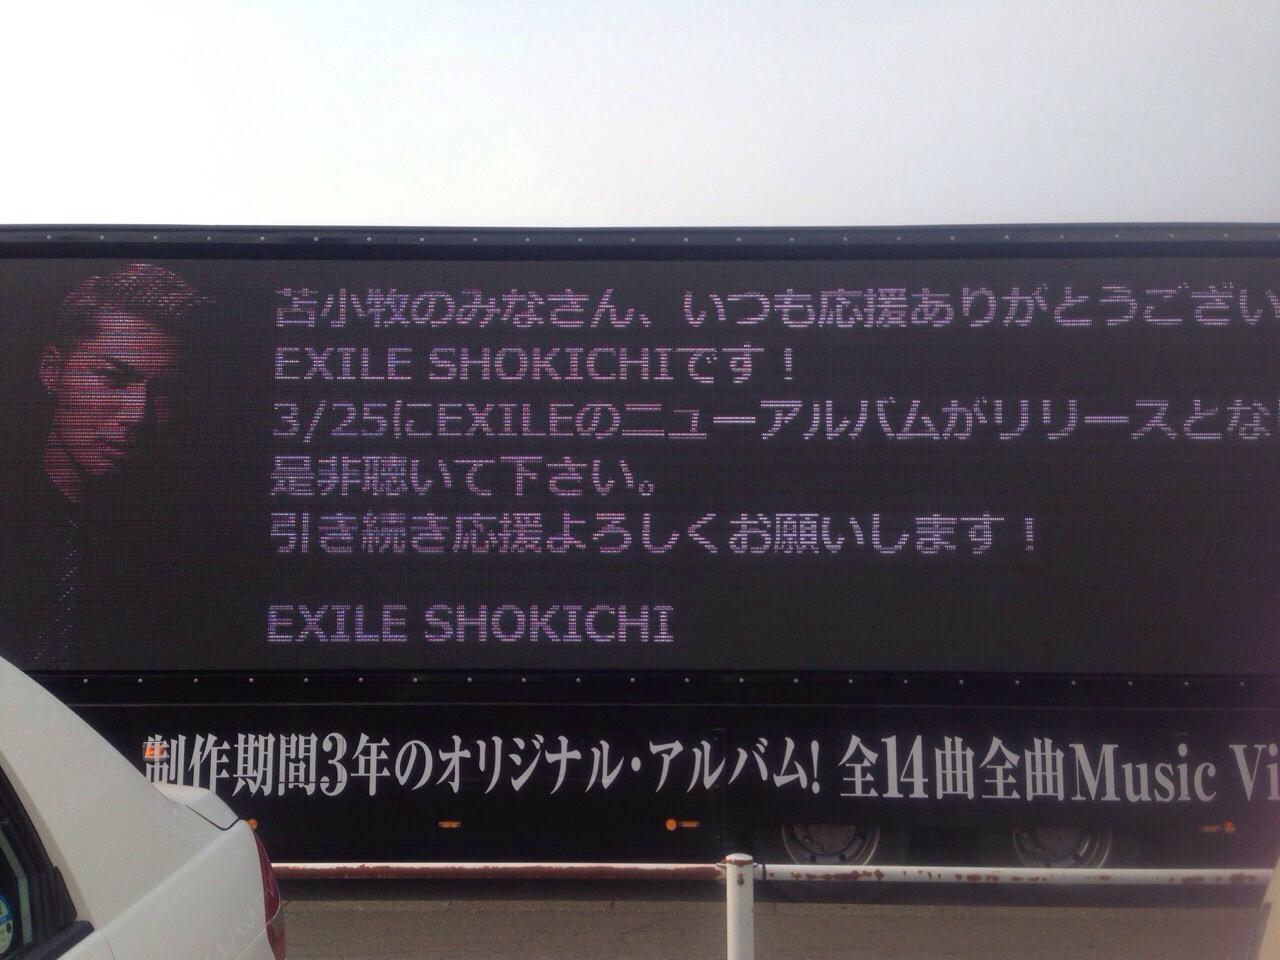 苫小牧のみなさん、いつも応援ありがとうござい
EXILE SHOKICHIです！
3/25にEXILEのニューアルバムがリリースとな
是非聴いて下さい。
引き続き応援よろしくお願いします！
EXILE SHOKICHI
制作期間3年のオリジナル・アルバム! 全14曲全曲Music Vi